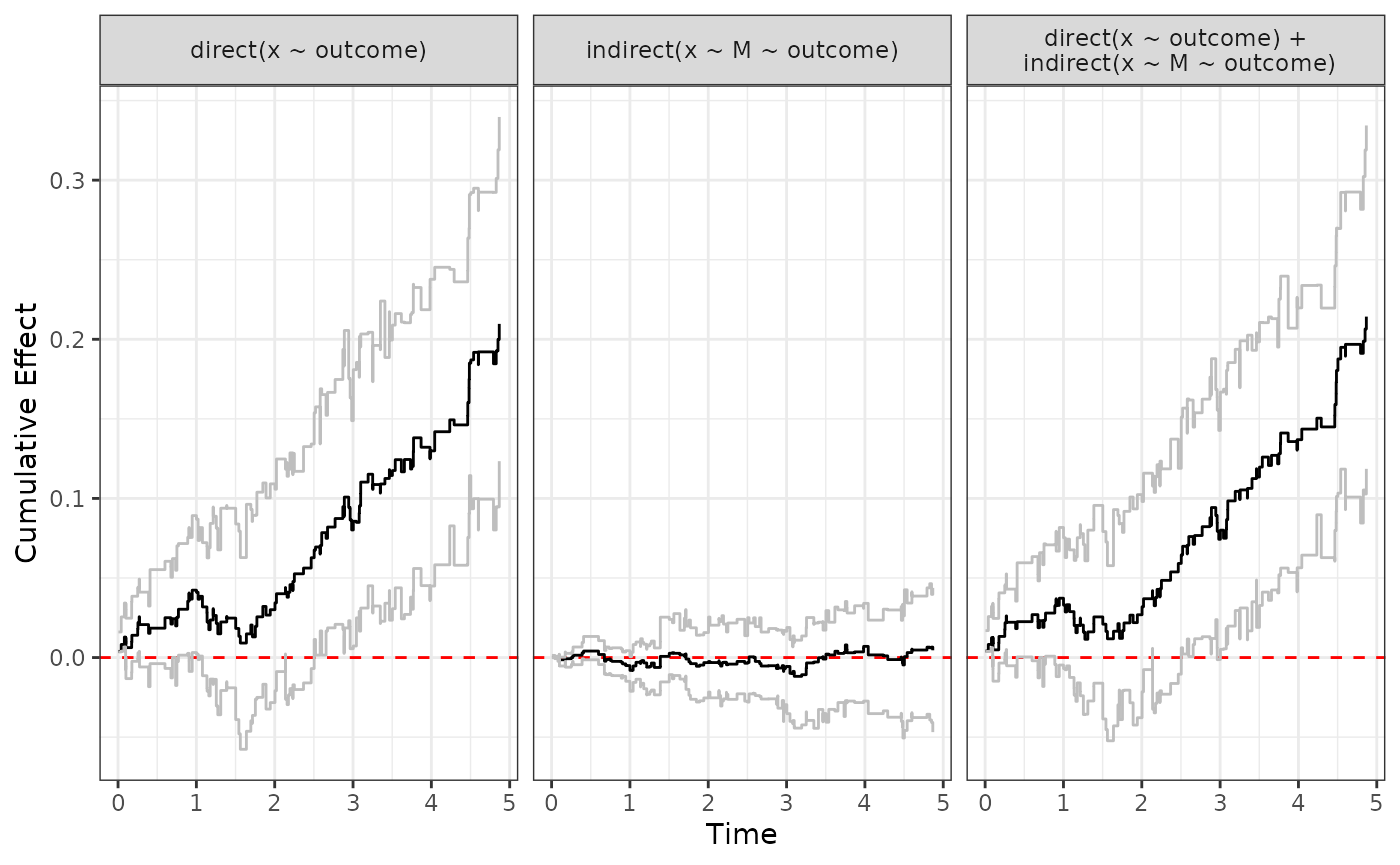 direct(x ~ outcome)
indirect(x ~ M ~ outcome)
direct(x ~ outcome) +
indirect(x ~ M ~ outcome)
Cumulative Effect
0.3
0.2
0.1
0.0
0 1 2 3 4 5
0 1 2 3 4 5
0 1 2 3 4 5
Time